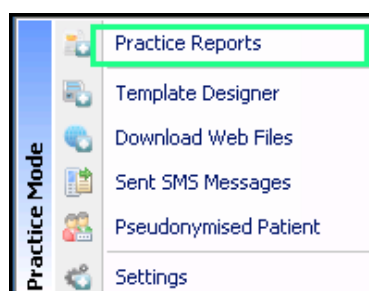 Practice Reports
Template Designer
Download Web Files
Sent SMS Messages
Pseudonymised Patient
Settings
Practice Mode